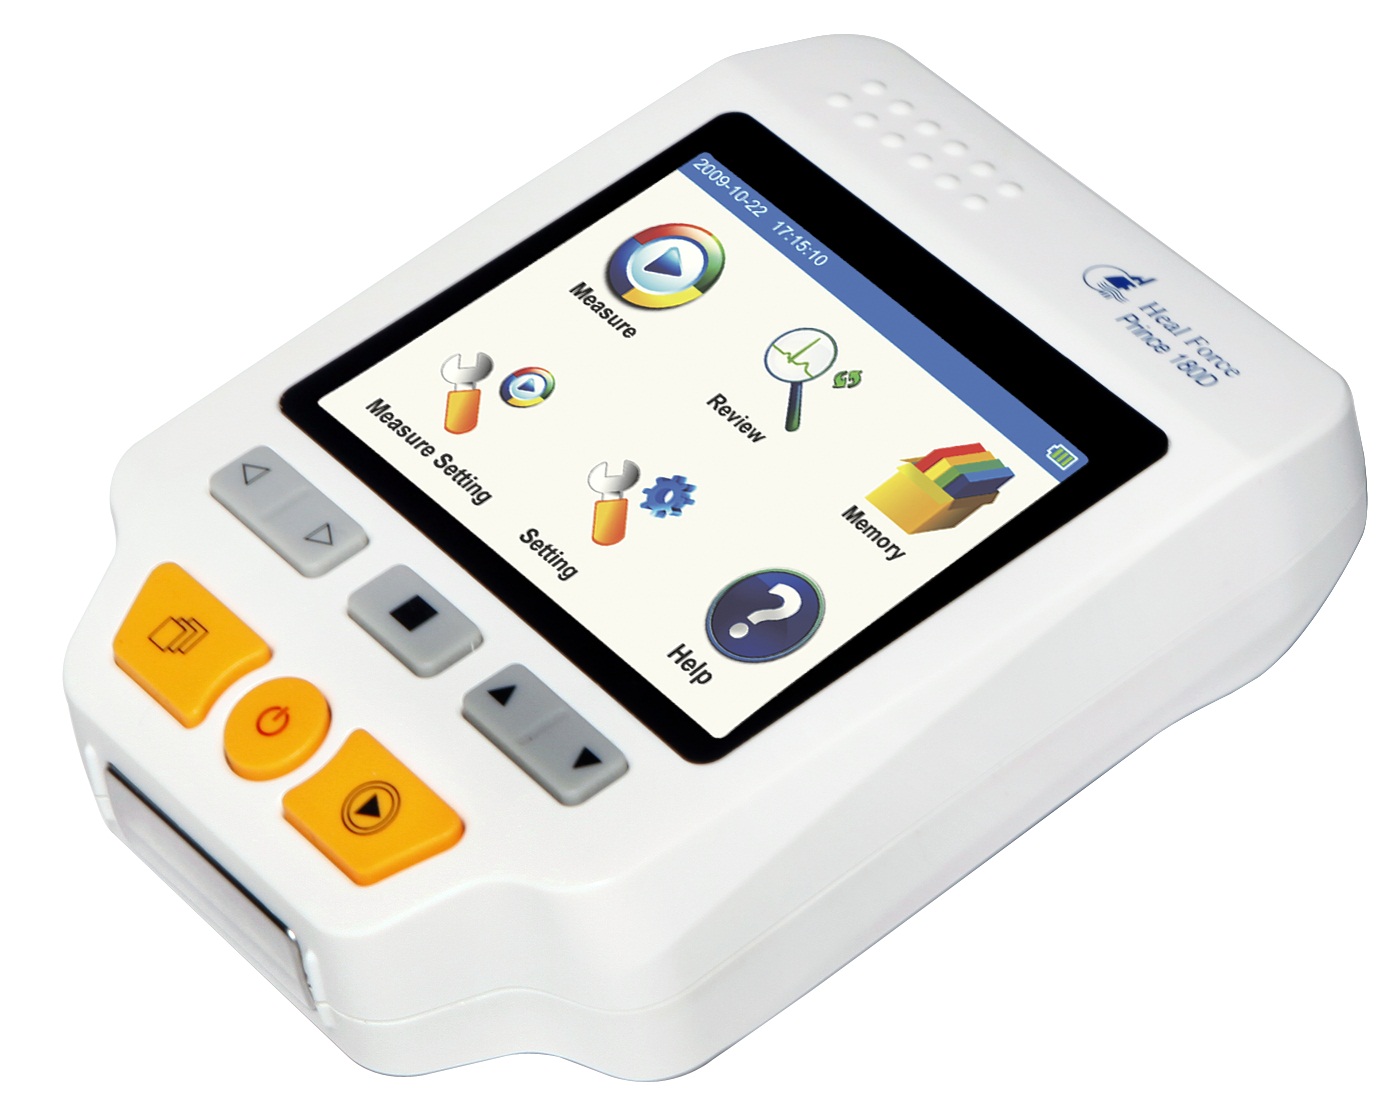 Heal Force
Prince 180D
2009-10-22 17:15:10
Measure
Review
Memory
Measure Setting
Setting
Help